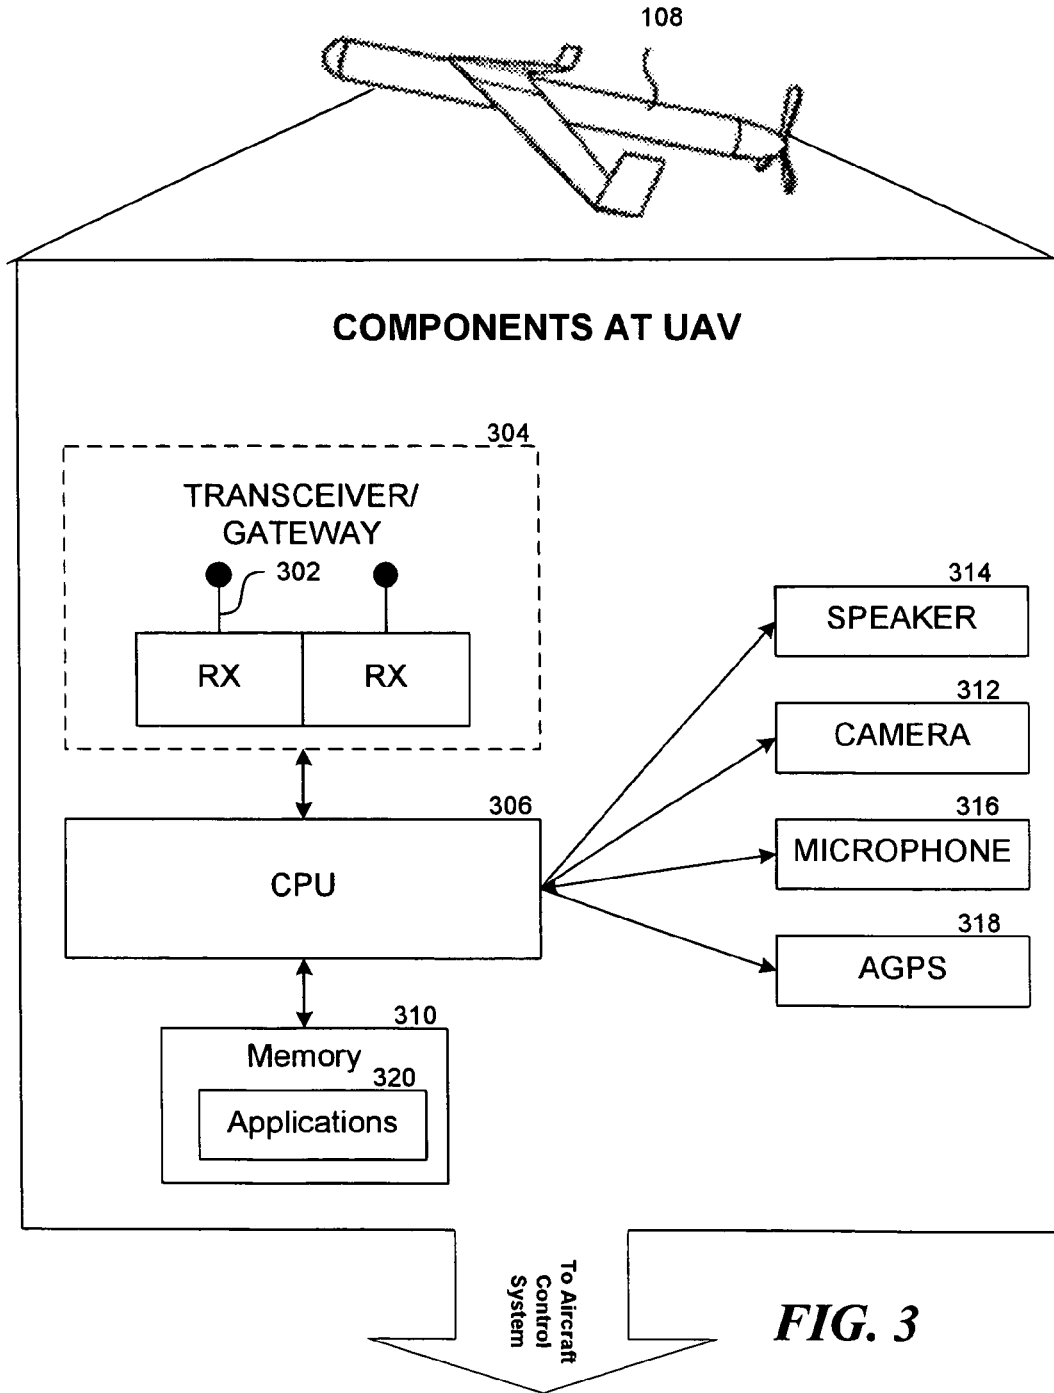 108
COMPONENTS AT UAV
304
TRANSCEIVER/
GATEWAY
302
RX
RX
314
SPEAKER
312
CAMERA
306
CPU
316
MICROPHONE
318
AGPS
310
Memory
320
Applications
To Aircraft
Control
System
FIG. 3